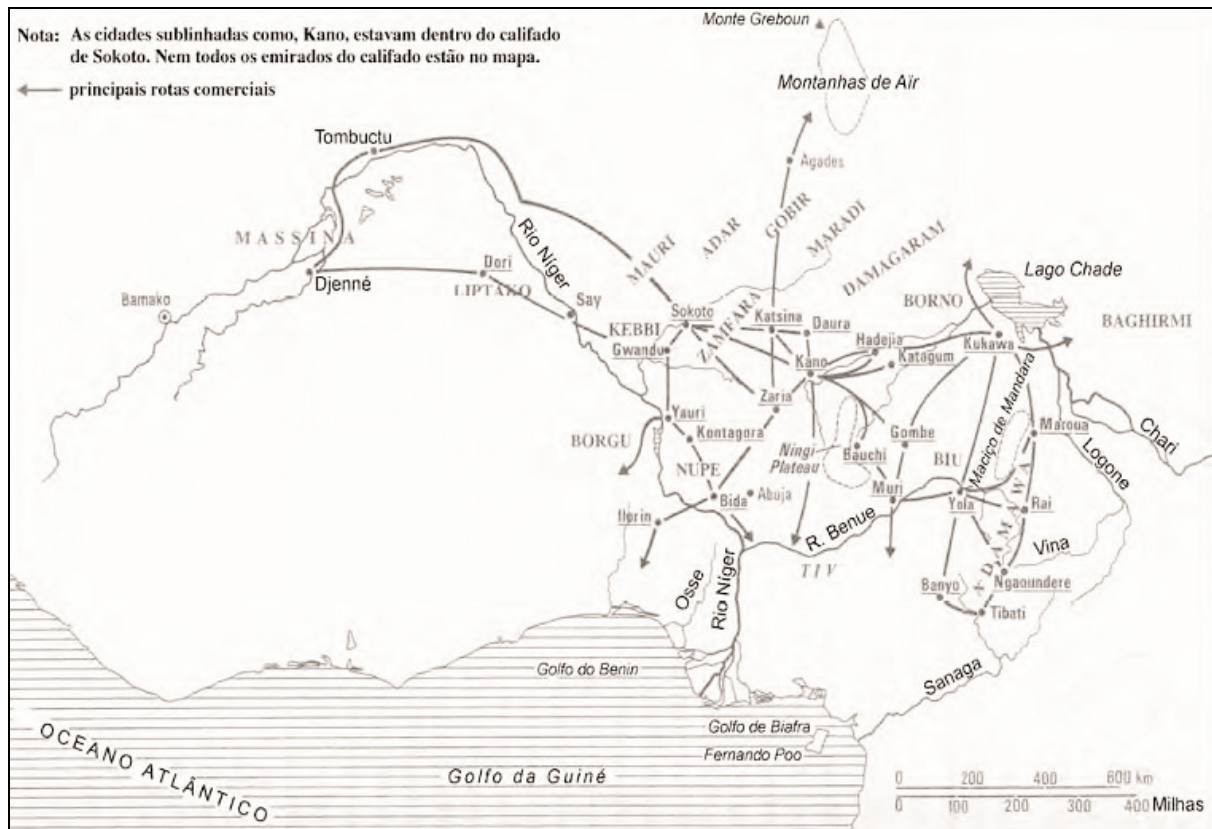 Nota: As cidades sublinhadas como, Kano, estavam dentro do califado
de Sokoto. Nem todos os emirados do califado estão no mapa.
principais rotas comerciais
Monte Greboun
Montanhas de Aïr
Tombuctu
Agades
MASSINA
Rio Níger
MAURI
ADAR
GOBIR
MARADI
DAMAGARAM
Lago Chade
Djenné
Dori
LIPTAKO
Bamako
Say
Sokoto
KEBBI
Gwandu
ZAMFARA
Katsina
Daura
BORNO
BAGHIRMI
Hadejia
Kukawa
Kano
Katagum
Zaria
Yauri
Kontagora
BORGU
NUPE
Ningi
Plateau
Bauchi
Gombe
BIU
Maciço de Mandara
Maroua
Chari
Logone
Bida
Abuja
Muri
Yola
Rai
Ilorin
R. Benue
TIV
ADAMAWA
Vina
Ngaoundere
Banyo
Tibati
Osse
Rio Níger
Sanaga
Golfo do Benin
Golfo de Biafra
Fernando Poo
OCEANO ATLÂNTICO
Golfo da Guiné
0 200 400 600 km
0 100 200 300 400 Milhas